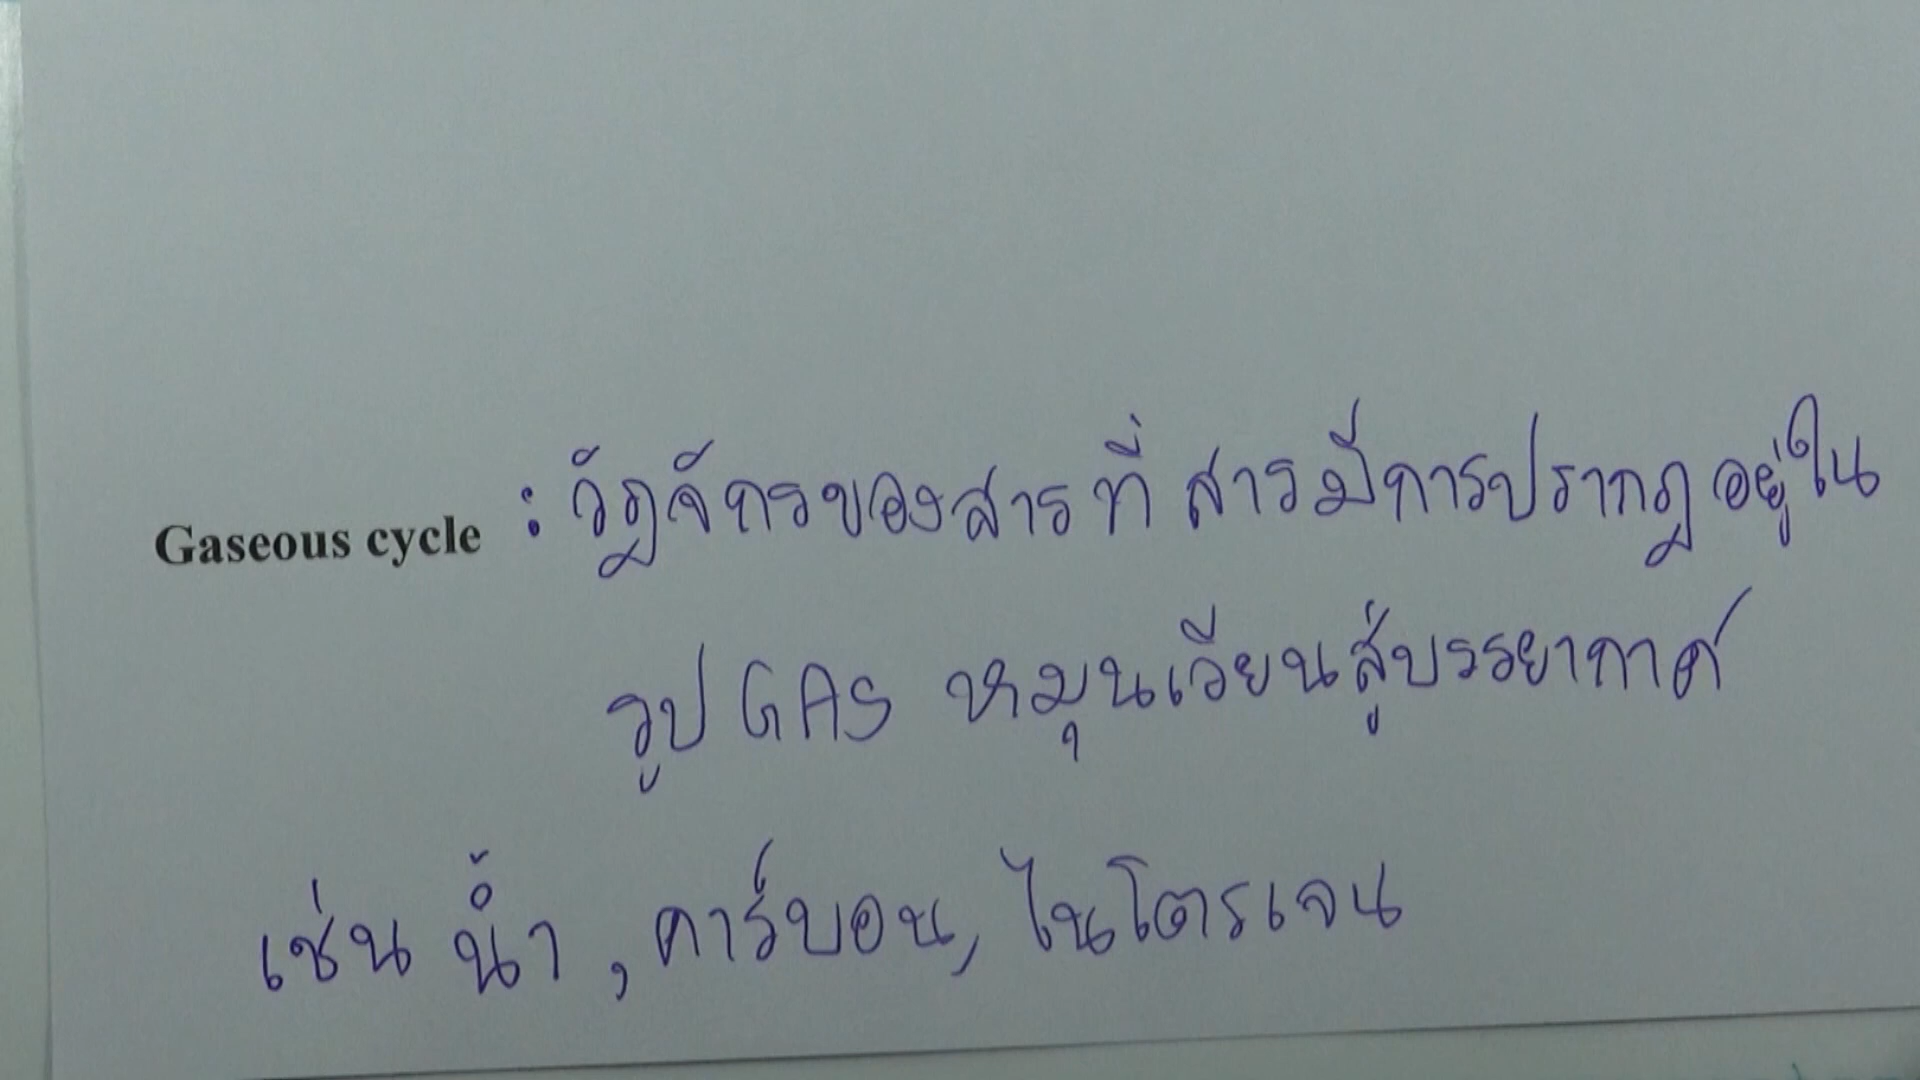 Gaseous cycle : วัฏจักรของสารที่ สารมีการปรากฏอยู่ใน
รูป GAS หมุนเวียนสู่บรรยากาศ
เช่น น้ำ , คาร์บอน, ไนโตรเจน